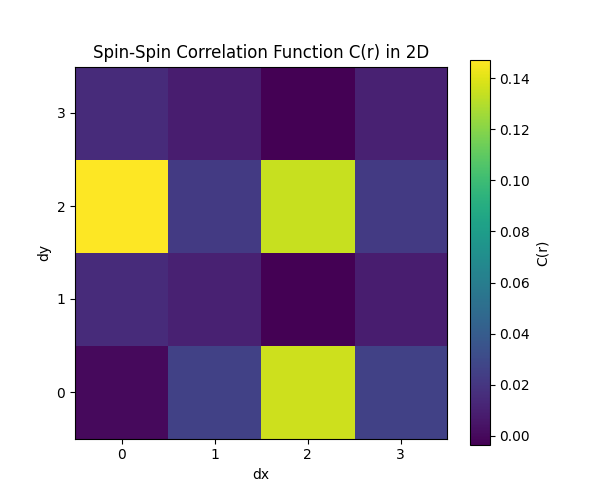 Spin-Spin Correlation Function C(r) in 2D
3
2
1
0
dy
0 1 2 3
dx
0.14
0.12
0.10
0.08
0.06
0.04
0.02
0.00
C(r)